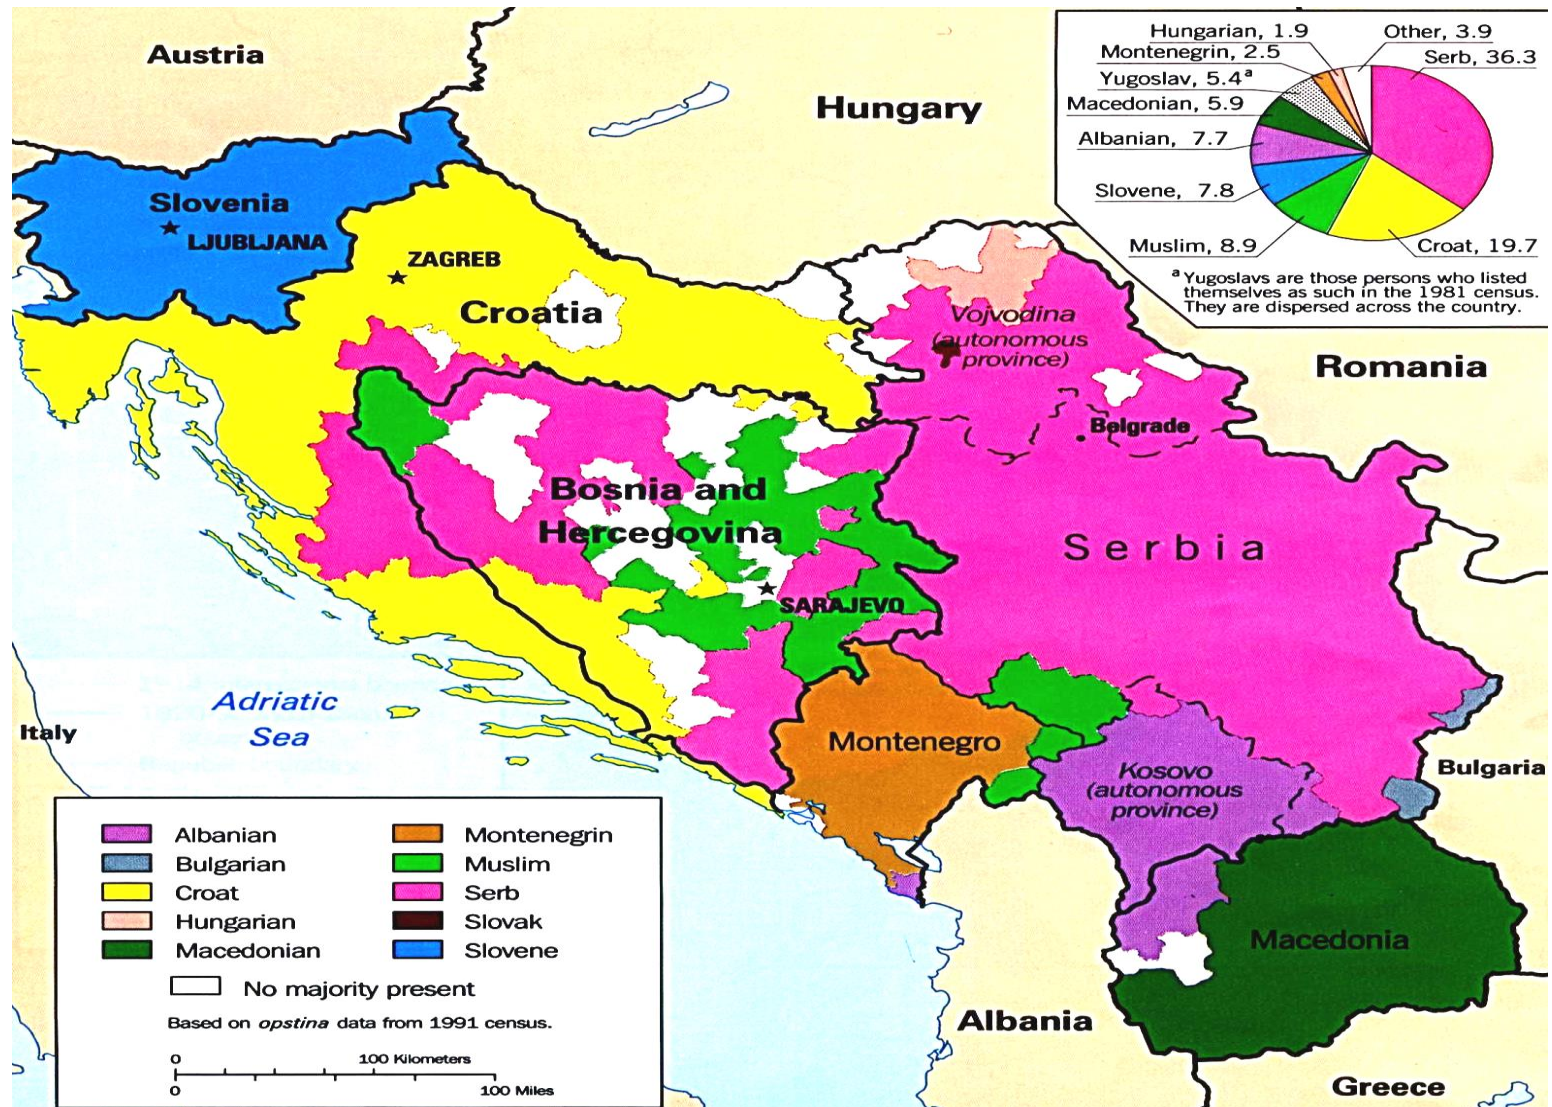 Austria
Hungary
Slovenia
LJUBLJANA
ZAGREB
Croatia
Vojvodina
(autonomous
province)
Romania
Belgrade
Bosnia and
Hercegovina
Serbia
SARAJEVO
Adriatic
Sea
Italy
Montenegro
Kosovo
(autonomous
province)
Bulgaria
Macedonia
Albania
Greece
Hungarian, 1.9
Other, 3.9
Montenegrin, 2.5
Serb, 36.3
Yugoslav, 5.4a
Macedonian, 5.9
Albanian, 7.7
Slovene, 7.8
Muslim, 8.9
Croat, 19.7
a Yugoslavs are those persons who listed
themselves as such in the 1981 census.
They are dispersed across the country.
Albanian
Bulgarian
Croat
Hungarian
Macedonian
Montenegrin
Muslim
Serb
Slovak
Slovene
No majority present
Based on opstina data from 1991 census.
0 100 Kilometers
0 100 Miles